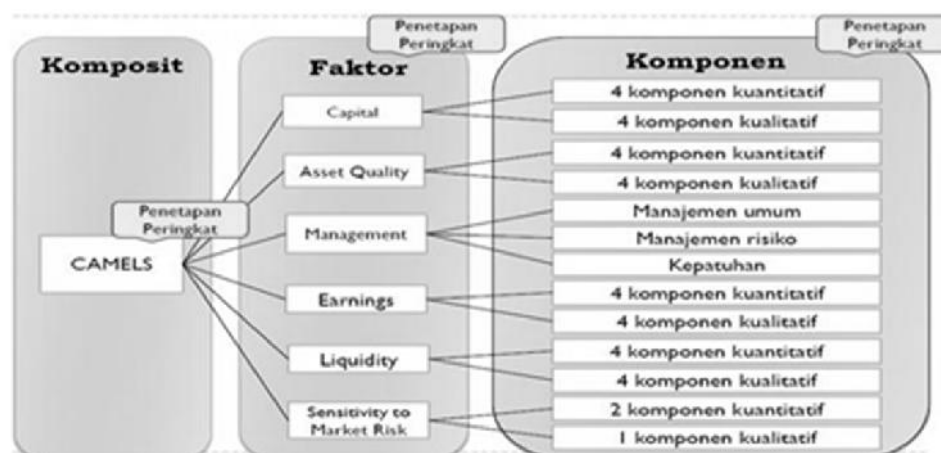 Penetapan
Peringkat
Penetapan
Peringkat
Komposit
Faktor
Komponen
Capital
4 komponen kuantitatif
4 komponen kualitatif
Asset Quality
4 komponen kuantitatif
4 komponen kualitatif
Penetapan
Peringkat
CAMELS
Management
Manajemen umum
Manajemen risiko
Kepatuhan
Earnings
4 komponen kuantitatif
4 komponen kualitatif
Liquidity
4 komponen kuantitatif
4 komponen kualitatif
Sensitivity to
Market Risk
2 komponen kuantitatif
1 komponen kualitatif